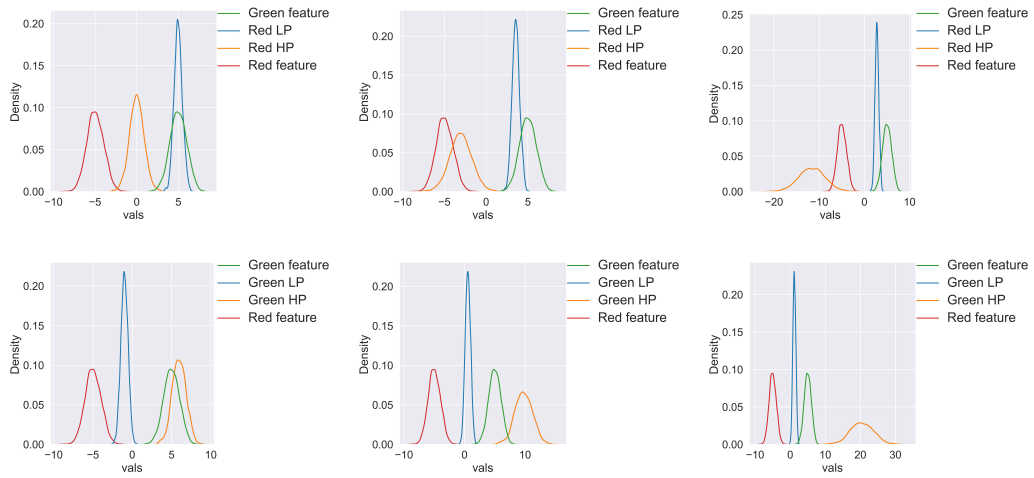 Green feature
Red LP
Red HP
Red feature
0.20
0.15
0.10
0.05
0.00
Density
−10 −5 0 5
vals
Green feature
Red LP
Red HP
Red feature
0.20
0.15
0.10
0.05
0.00
Density
−10 −5 0 5
vals
Green feature
Red LP
Red HP
Red feature
0.25
0.20
0.15
0.10
0.05
0.00
Density
−20 −10 0 10
vals
Green feature
Green LP
Green HP
Red feature
0.20
0.15
0.10
0.05
0.00
Density
−10 −5 0 5 10
vals
Green feature
Green LP
Green HP
Red feature
0.20
0.15
0.10
0.05
0.00
Density
−10 0 10
vals
Green feature
Green LP
Green HP
Red feature
0.20
0.15
0.10
0.05
0.00
Density
−10 0 10 20 30
vals